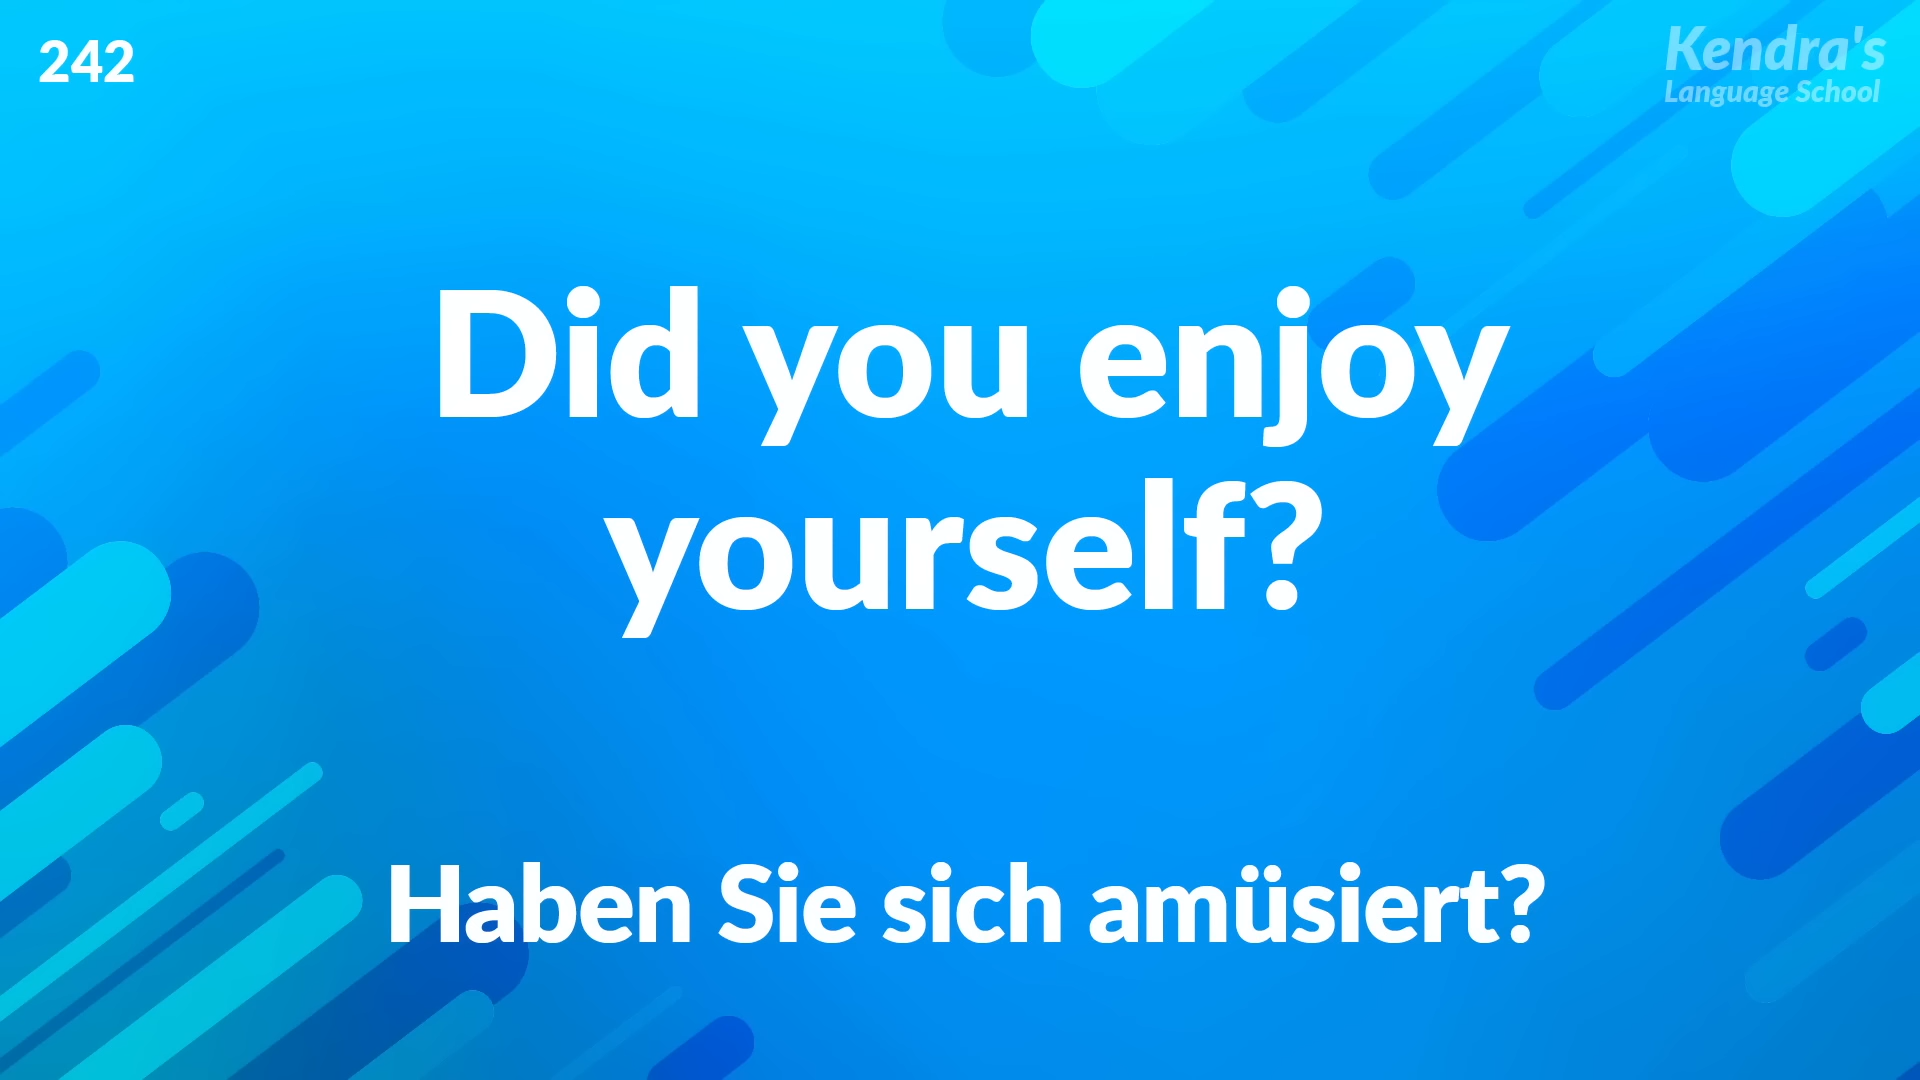 242
Kendra's
Language School
Did you enjoy
yourself?
Haben Sie sich amüsiert?